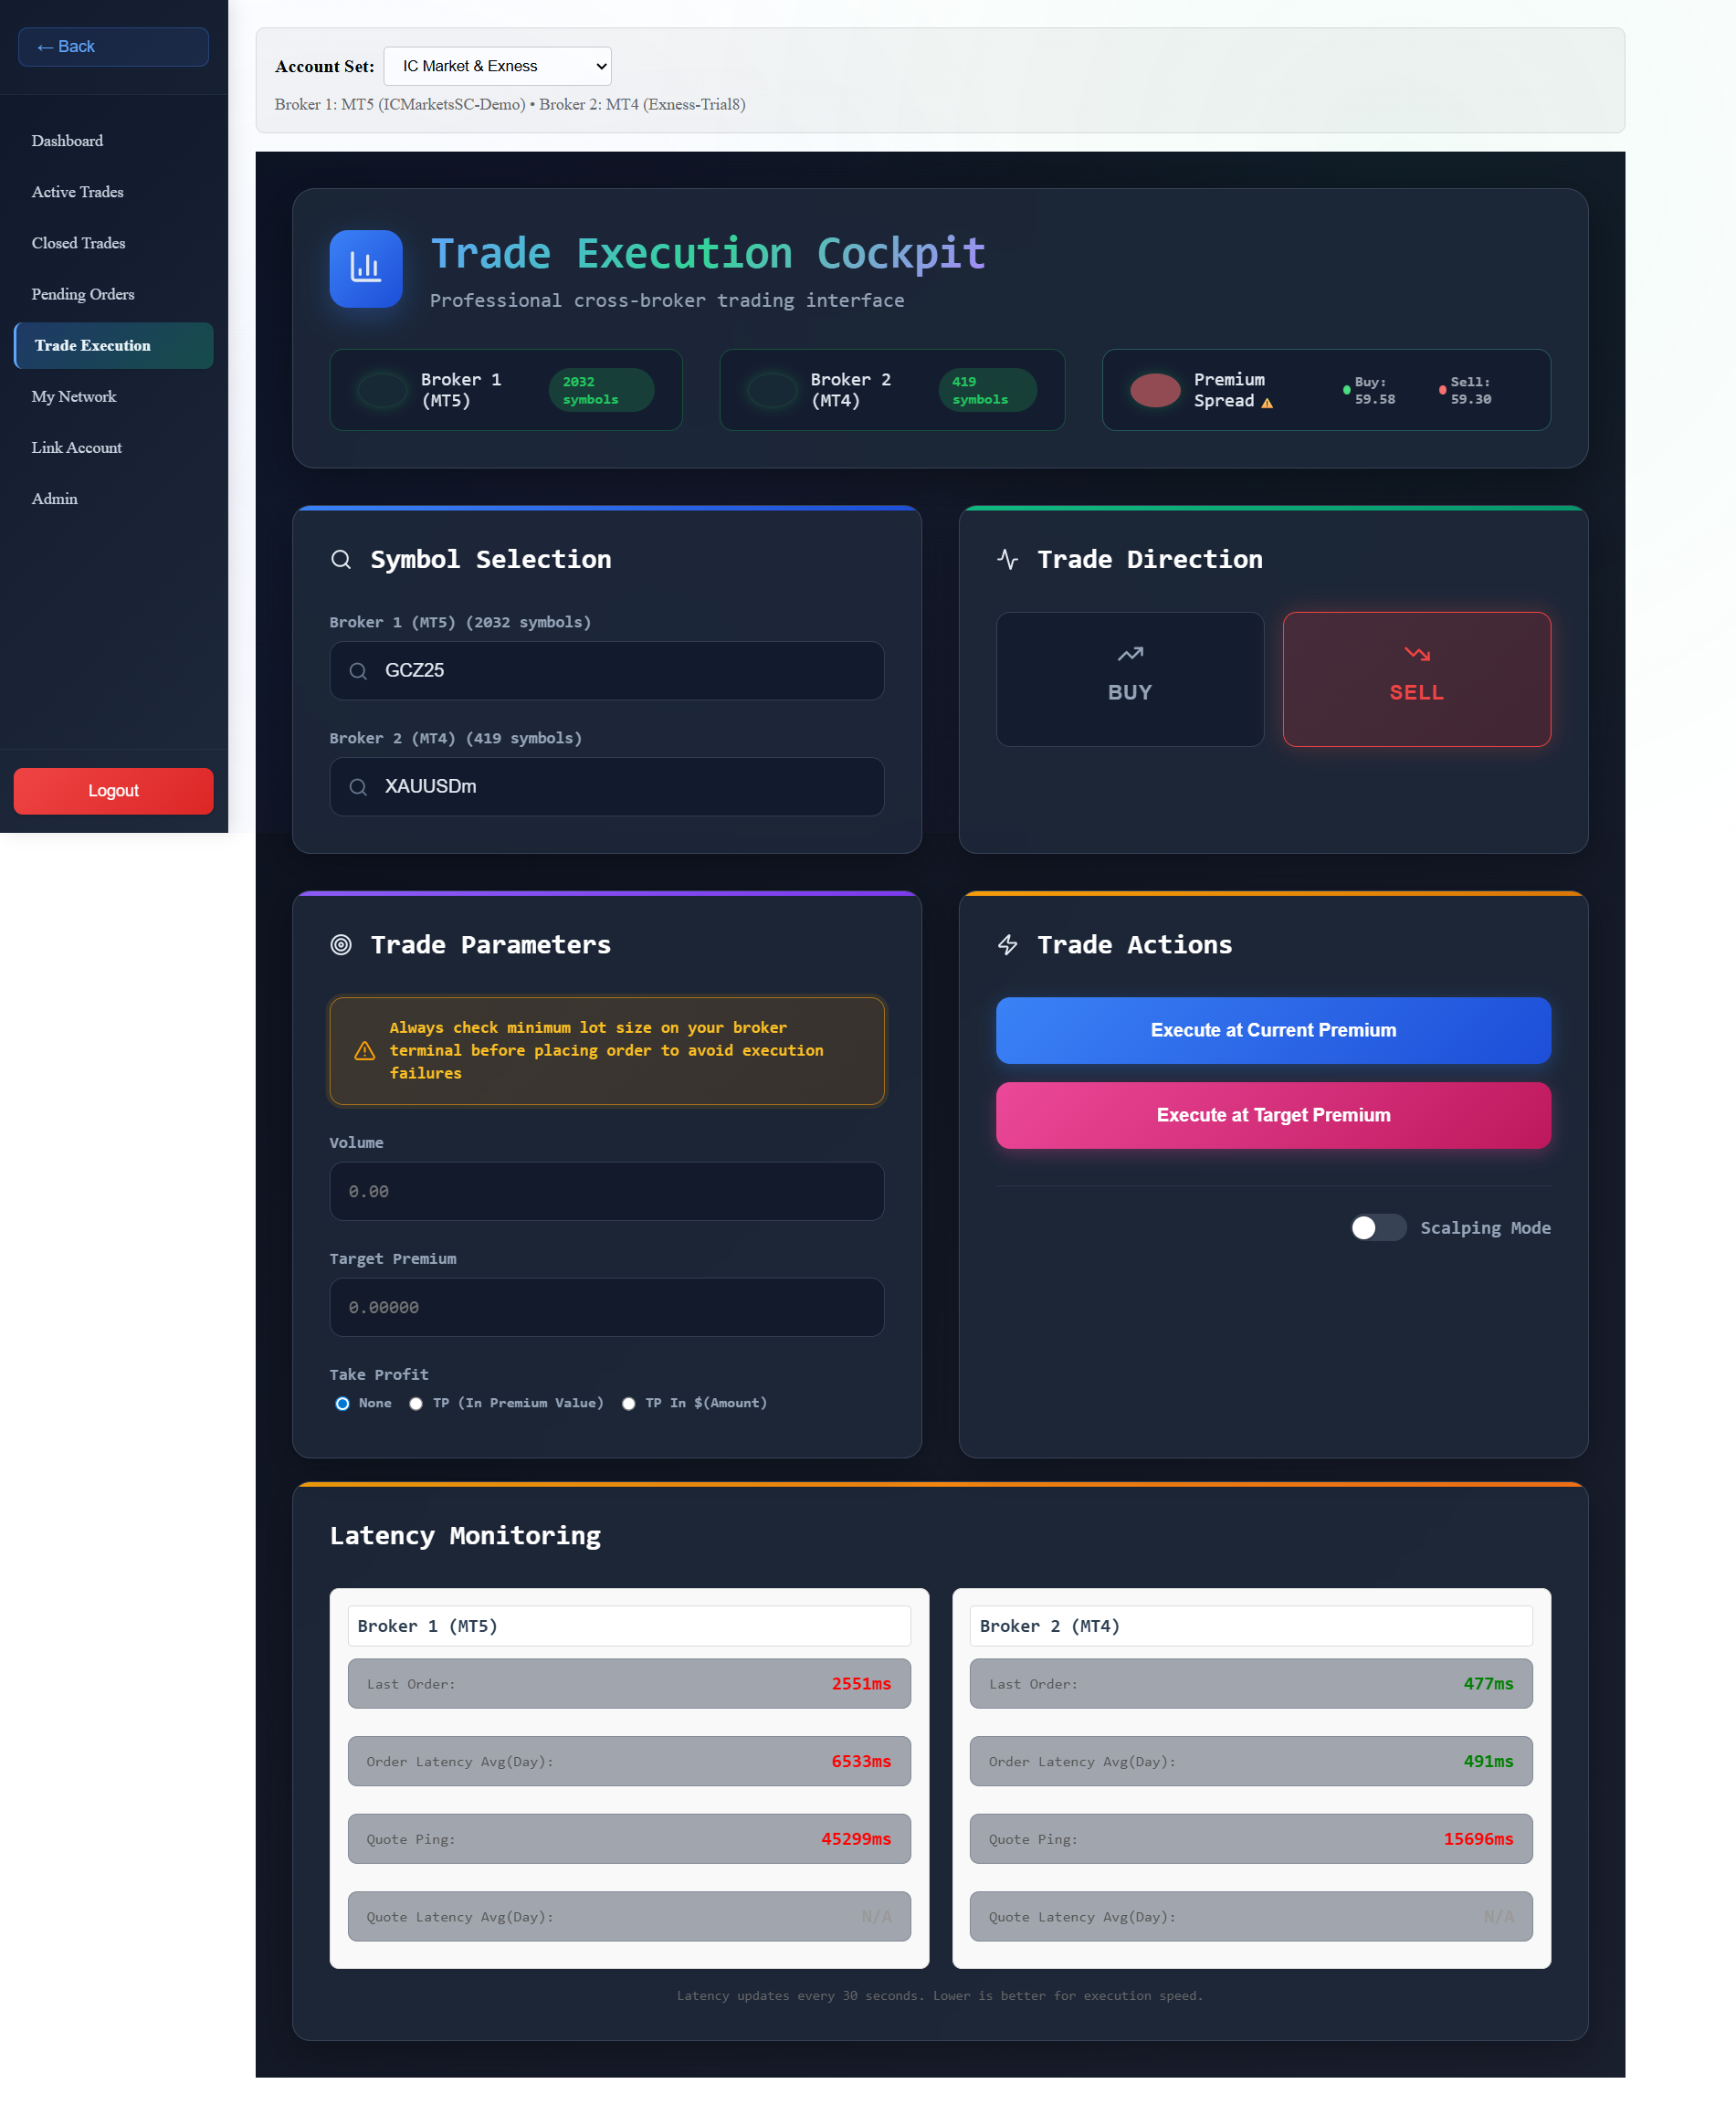 ← Back
Dashboard
Active Trades
Closed Trades
Pending Orders
Trade Execution
My Network
Link Account
Admin
Logout
Account Set: IC Market & Exness
Broker 1: MT5 (ICMarketsSC-Demo) • Broker 2: MT4 (Exness-Trial8)
Trade Execution Cockpit
Professional cross-broker trading interface
Broker 1
(MT5)
2032
symbols
Broker 2
(MT4)
419
symbols
Premium
Spread ⚠
Buy:
59.58
Sell:
59.30
Symbol Selection
Broker 1 (MT5) (2032 symbols)
GCZ25
Broker 2 (MT4) (419 symbols)
XAUUSDm
Trade Direction
BUY
SELL
Trade Parameters
Always check minimum lot size on your broker
terminal before placing order to avoid execution
failures
Volume
0.00
Target Premium
0.00000
Take Profit
None TP (In Premium Value) TP In $(Amount)
Trade Actions
Execute at Current Premium
Execute at Target Premium
Scalping Mode
Latency Monitoring
Broker 1 (MT5)
Last Order: 2551ms
Order Latency Avg(Day): 6533ms
Quote Ping: 45299ms
Quote Latency Avg(Day): N/A
Broker 2 (MT4)
Last Order: 477ms
Order Latency Avg(Day): 491ms
Quote Ping: 15696ms
Quote Latency Avg(Day): N/A
Latency updates every 30 seconds. Lower is better for execution speed.